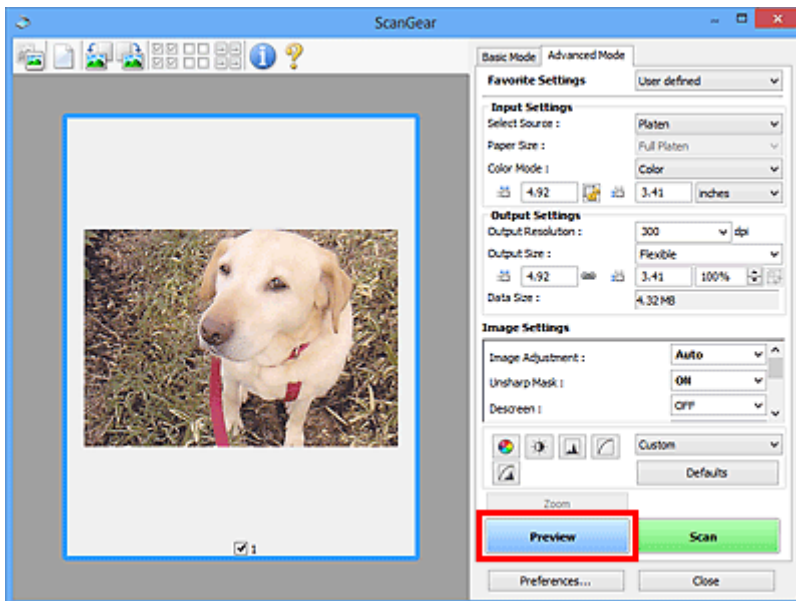 ScanGear
Basic Mode Advanced Mode
Favorite Settings User defined
Input Settings
Select Source : Platen
Paper Size : Full Platen
Color Mode : Color
4.92 3.41 inches
Output Settings
Output Resolution : 300 dpi
Output Size : Flexible
4.92 3.41 100%
Data Size : 4.32 MB
Image Settings
Image Adjustment : Auto
Unsharp Mask : ON
Descreen : OFF
Custom
Defaults
Zoom
Preview Scan
1
Preferences... Close